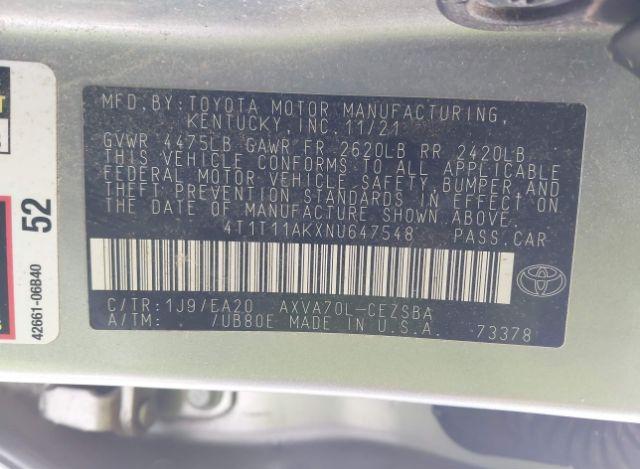 MFD.BY:TOYOTA MOTOR MANUFACTURING,
KENTUCKY,INC.11/21
GVWR 4475LB GAWR FR 2620LB RR 2420LB
THIS VEHICLE CONFORMS TO ALL APPLICABLE
FEDERAL MOTOR VEHICLE SAFETY,BUMPER,AND
THEFT PREVENTION STANDARDS IN EFFECT ON
THE DATE OF MANUFACTURE SHOWN ABOVE.
4T1T11AKXNU647548 PASS.CAR
C/TR:1J9/EA20 AXVA70L-CEZSBA
A/TM: /UB80E MADE IN U.S.A. 73378
TOYOTA
52
42661-06B40